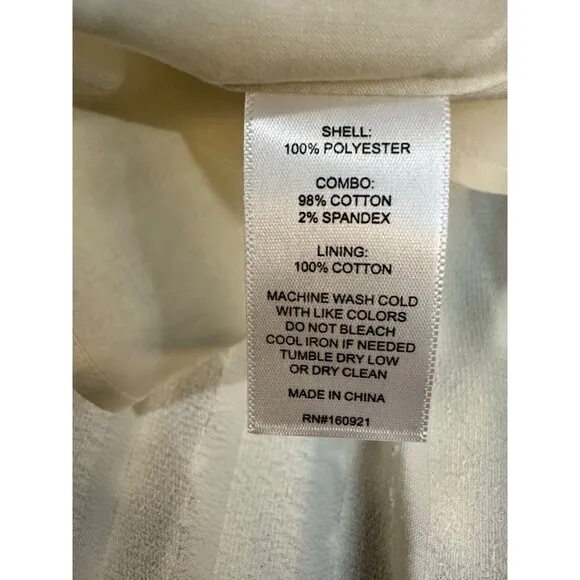 SHELL:
100% POLYESTER
COMBO:
98% COTTON
2% SPANDEX
LINING:
100% COTTON
MACHINE WASH COLD
WITH LIKE COLORS
DO NOT BLEACH
COOL IRON IF NEEDED
TUMBLE DRY LOW
OR DRY CLEAN
MADE IN CHINA
RN#160921